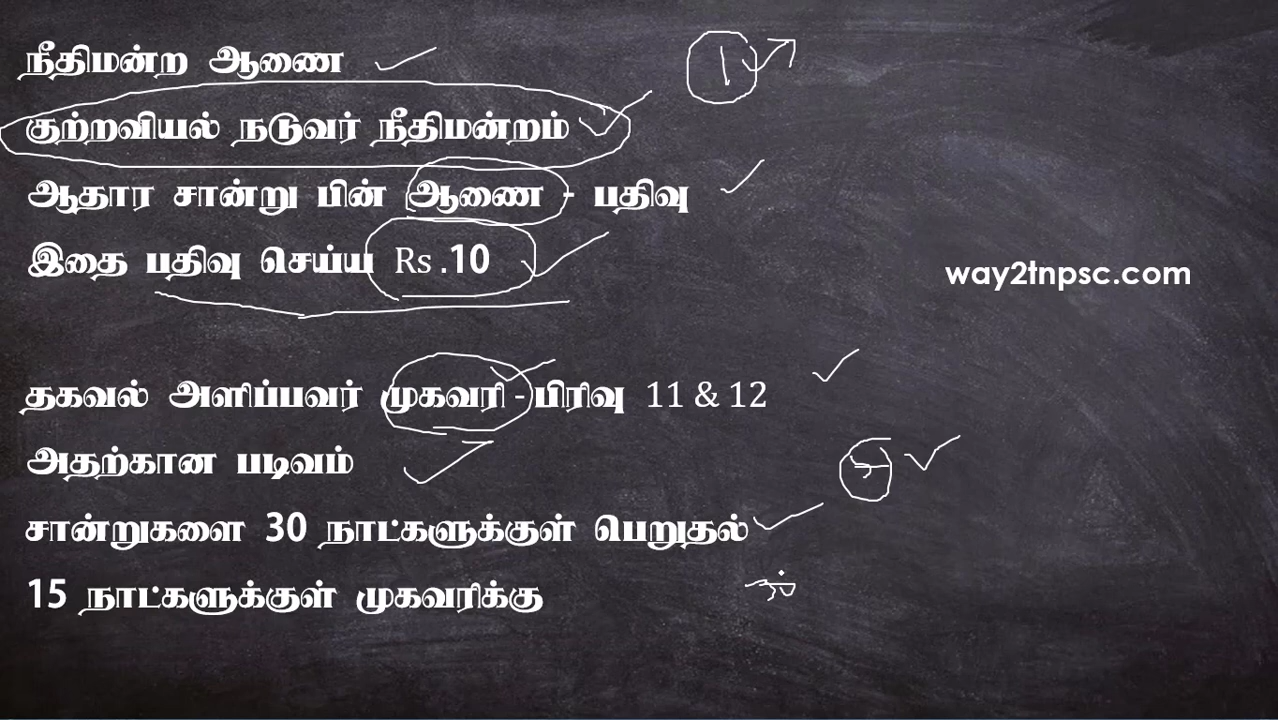 நீதிமன்ற ஆணை
குற்றவியல் நடுவர் நீதிமன்றம்
ஆதார சான்று பின் ஆணை - பதிவு
இதை பதிவு செய்ய Rs .10
way2tnpsc.com
தகவல் அளிப்பவர் முகவரி - பிரிவு 11 & 12
அதற்கான படிவம்
சான்றுகளை 30 நாட்களுக்குள் பெறுதல்
15 நாட்களுக்குள் முகவரிக்கு